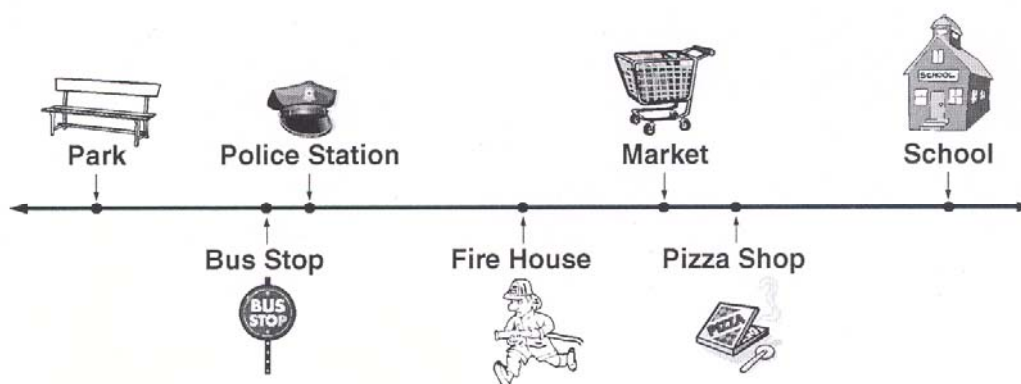 SCHOOL
Park
Police Station
Market
School
Bus Stop
Fire House
Pizza Shop
BUS
STOP
PIZZA